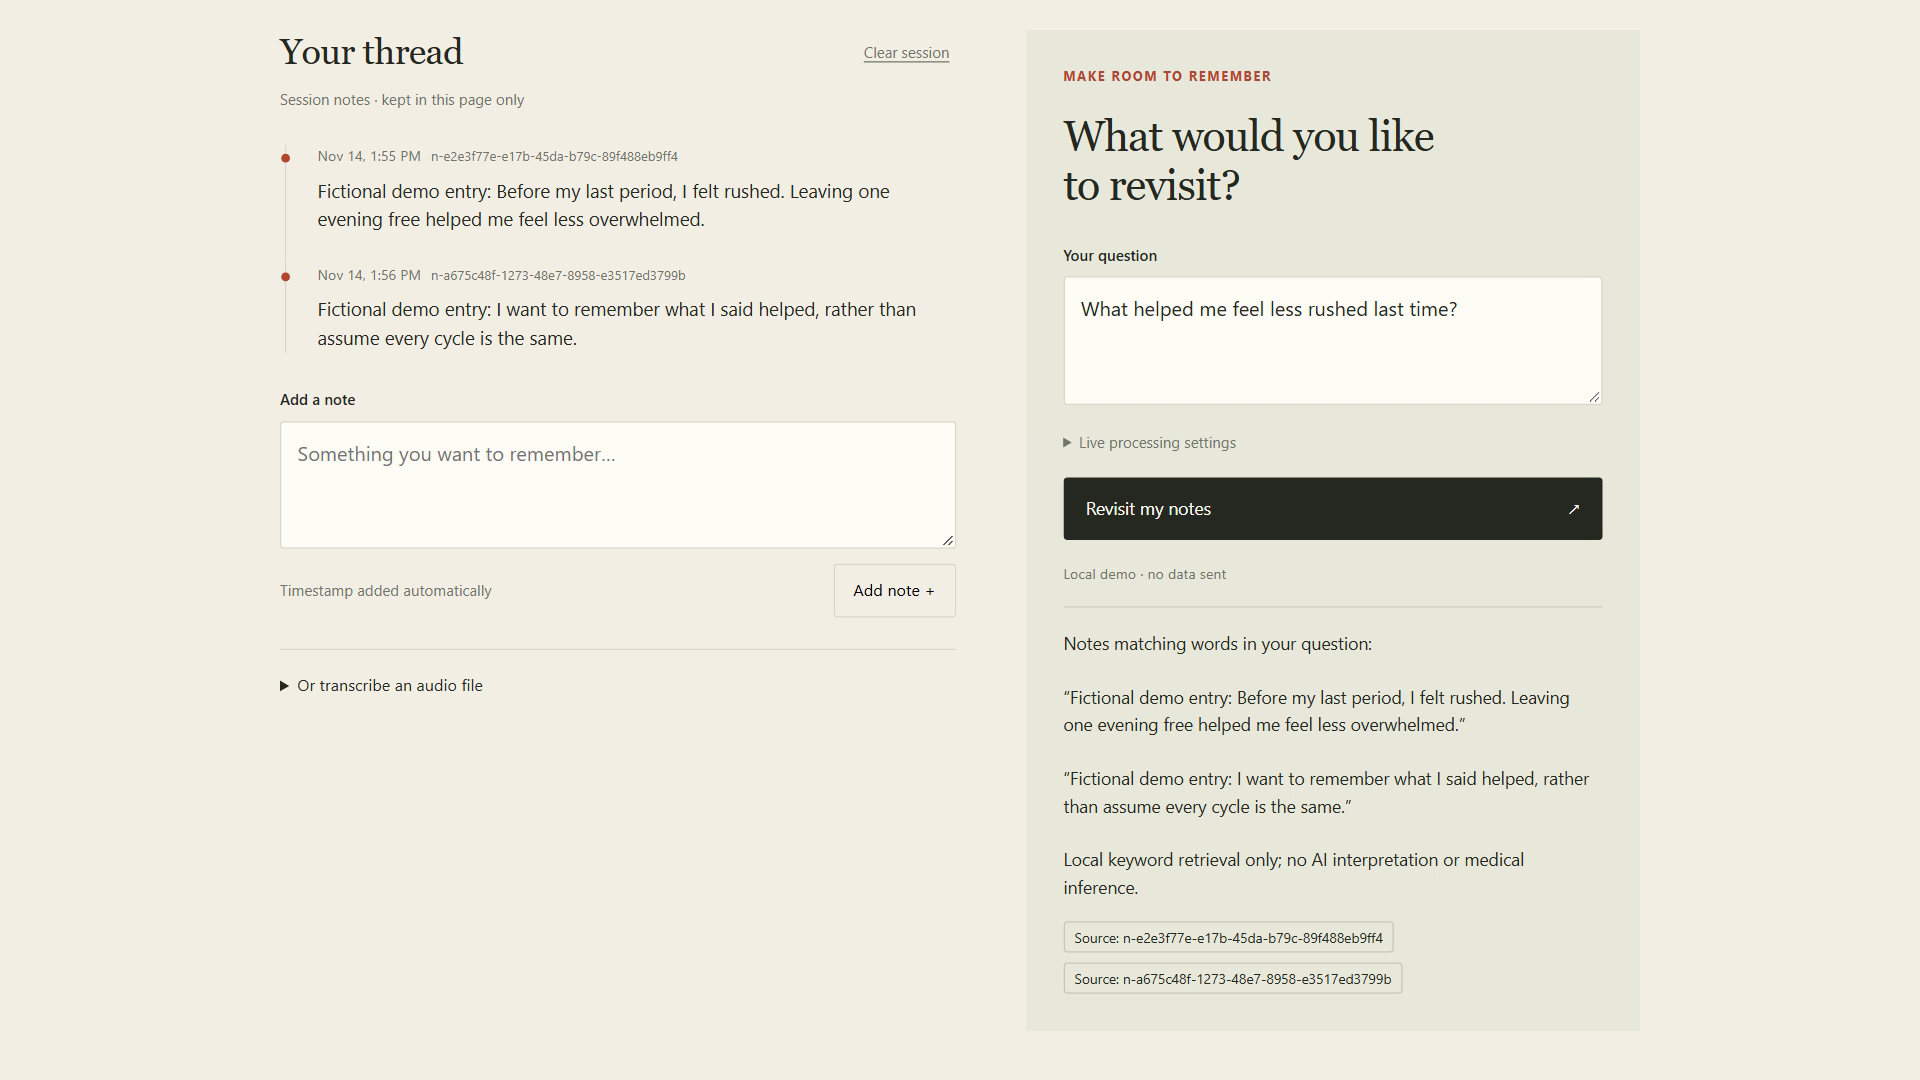 Your thread
Clear session
Session notes · kept in this page only
Nov 14, 1:55 PM n-e2e3f77e-e17b-45da-b79c-89f488eb9ff4
Fictional demo entry: Before my last period, I felt rushed. Leaving one
evening free helped me feel less overwhelmed.
Nov 14, 1:56 PM n-a675c48f-1273-48e7-8958-e3517ed3799b
Fictional demo entry: I want to remember what I said helped, rather than
assume every cycle is the same.
Add a note
Something you want to remember...
Timestamp added automatically
Add note +
Or transcribe an audio file
MAKE ROOM TO REMEMBER
What would you like
to revisit?
Your question
What helped me feel less rushed last time?
Live processing settings
Revisit my notes ↗
Local demo · no data sent
Notes matching words in your question:
“Fictional demo entry: Before my last period, I felt rushed. Leaving
one evening free helped me feel less overwhelmed.”
“Fictional demo entry: I want to remember what I said helped, rather
than assume every cycle is the same.”
Local keyword retrieval only; no AI interpretation or medical
inference.
Source: n-e2e3f77e-e17b-45da-b79c-89f488eb9ff4
Source: n-a675c48f-1273-48e7-8958-e3517ed3799b